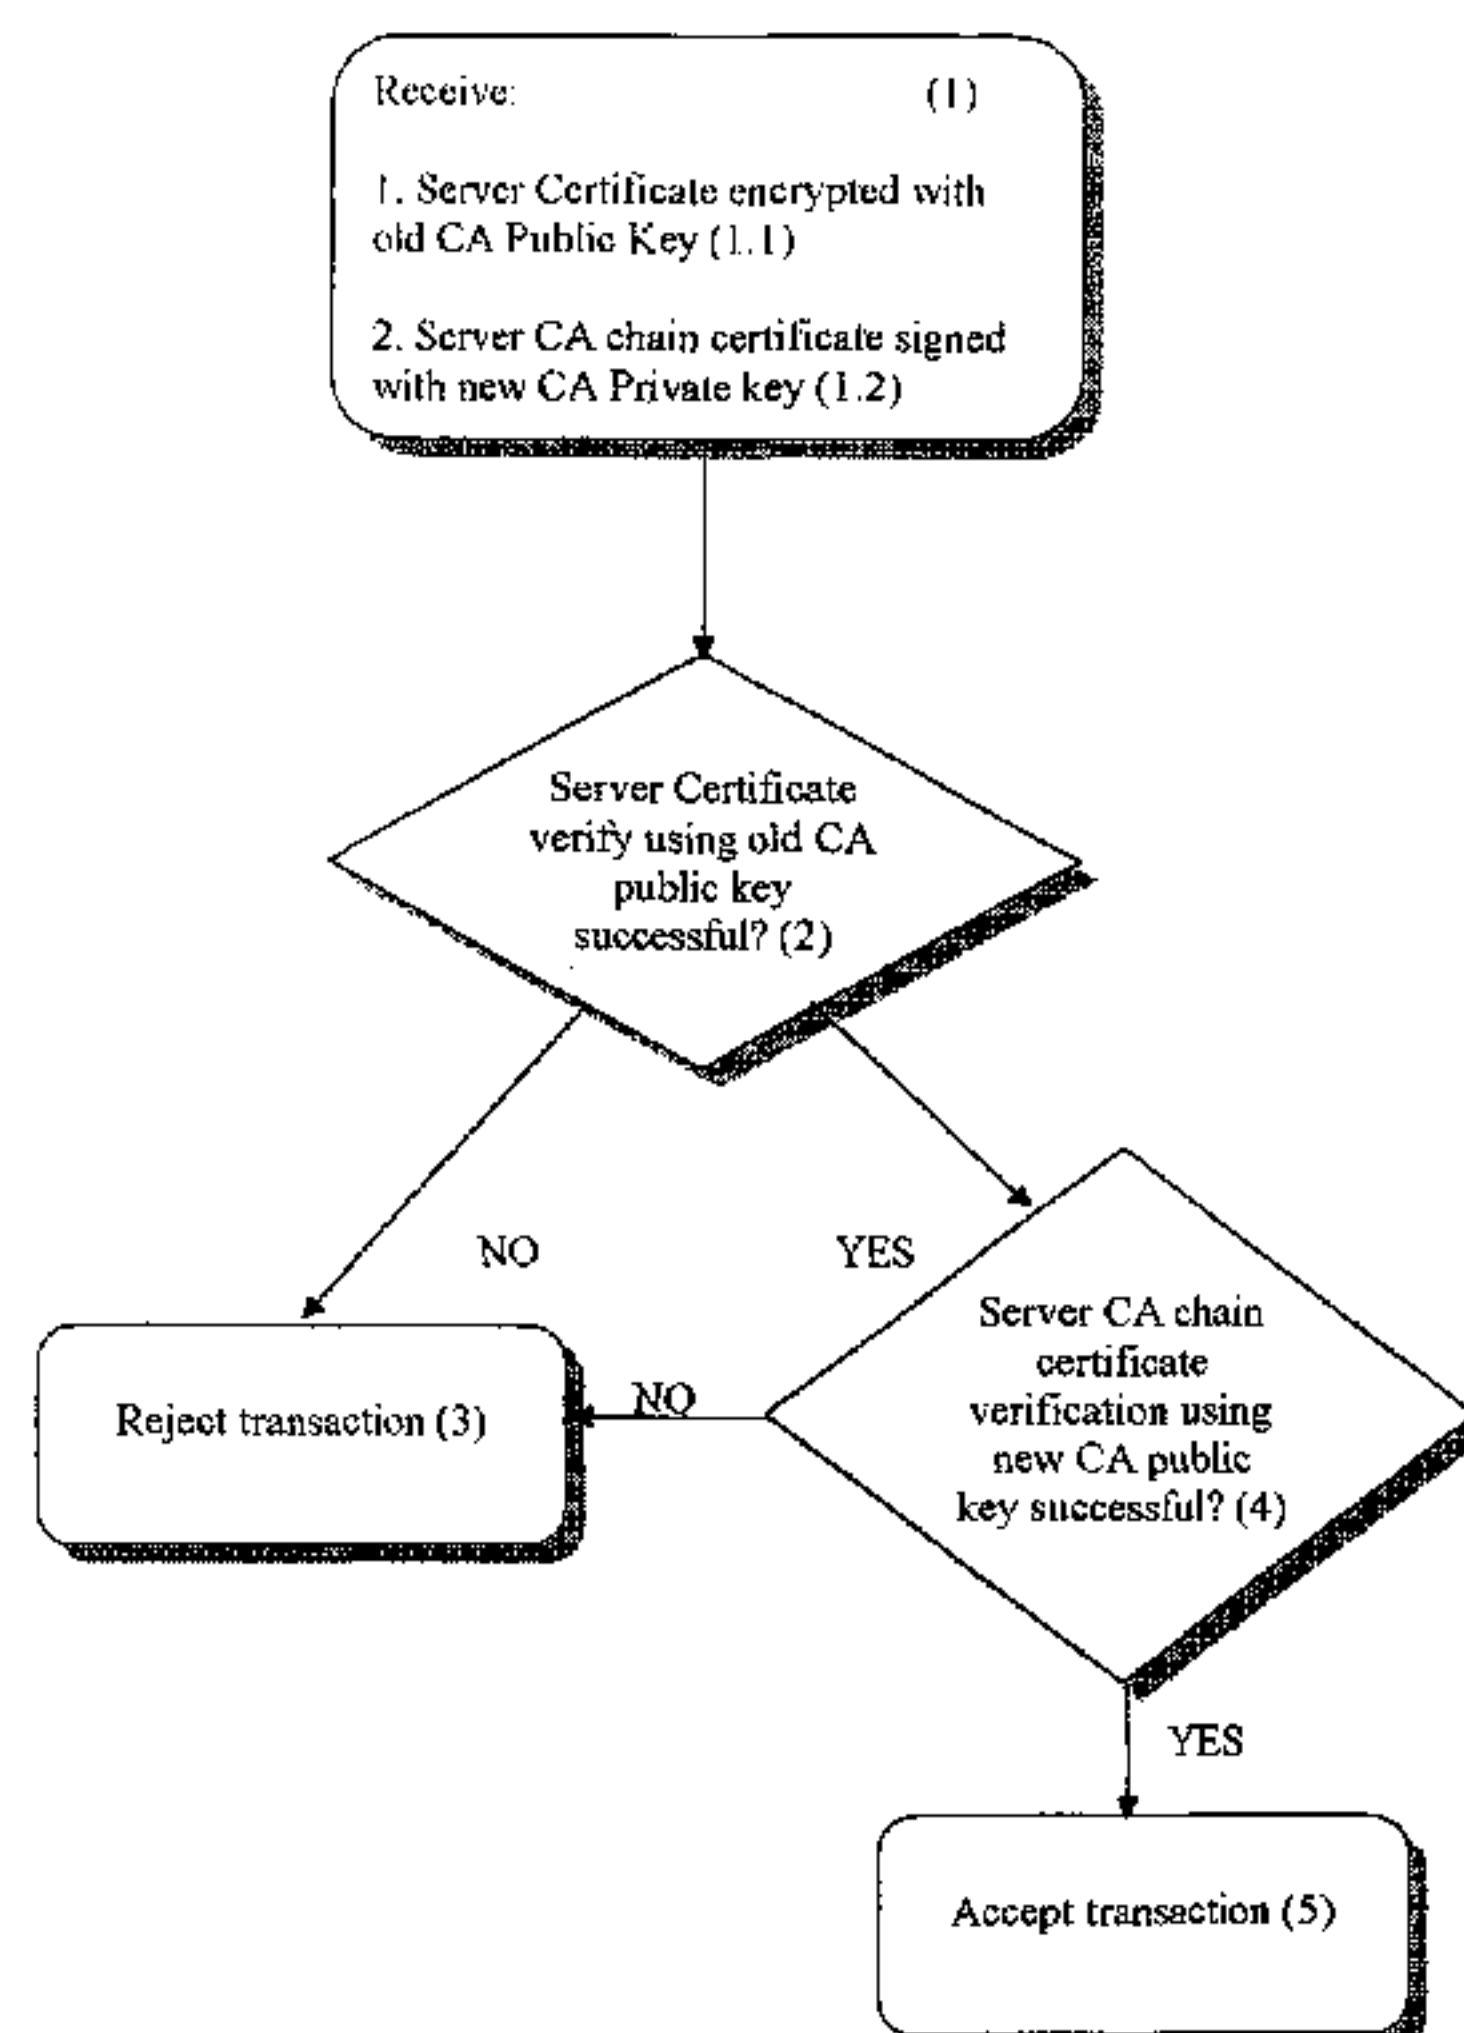 Receive: (1)
1. Server Certificate encrypted with
old CA Public Key (1.1)
2. Server CA chain certificate signed
with new CA Private key (1.2)
Server Certificate
verify using old CA
public key
successful? (2)
NO
YES
Server CA chain
certificate
verification using
new CA public
key successful? (4)
NO
Reject transaction (3)
YES
Accept transaction (5)